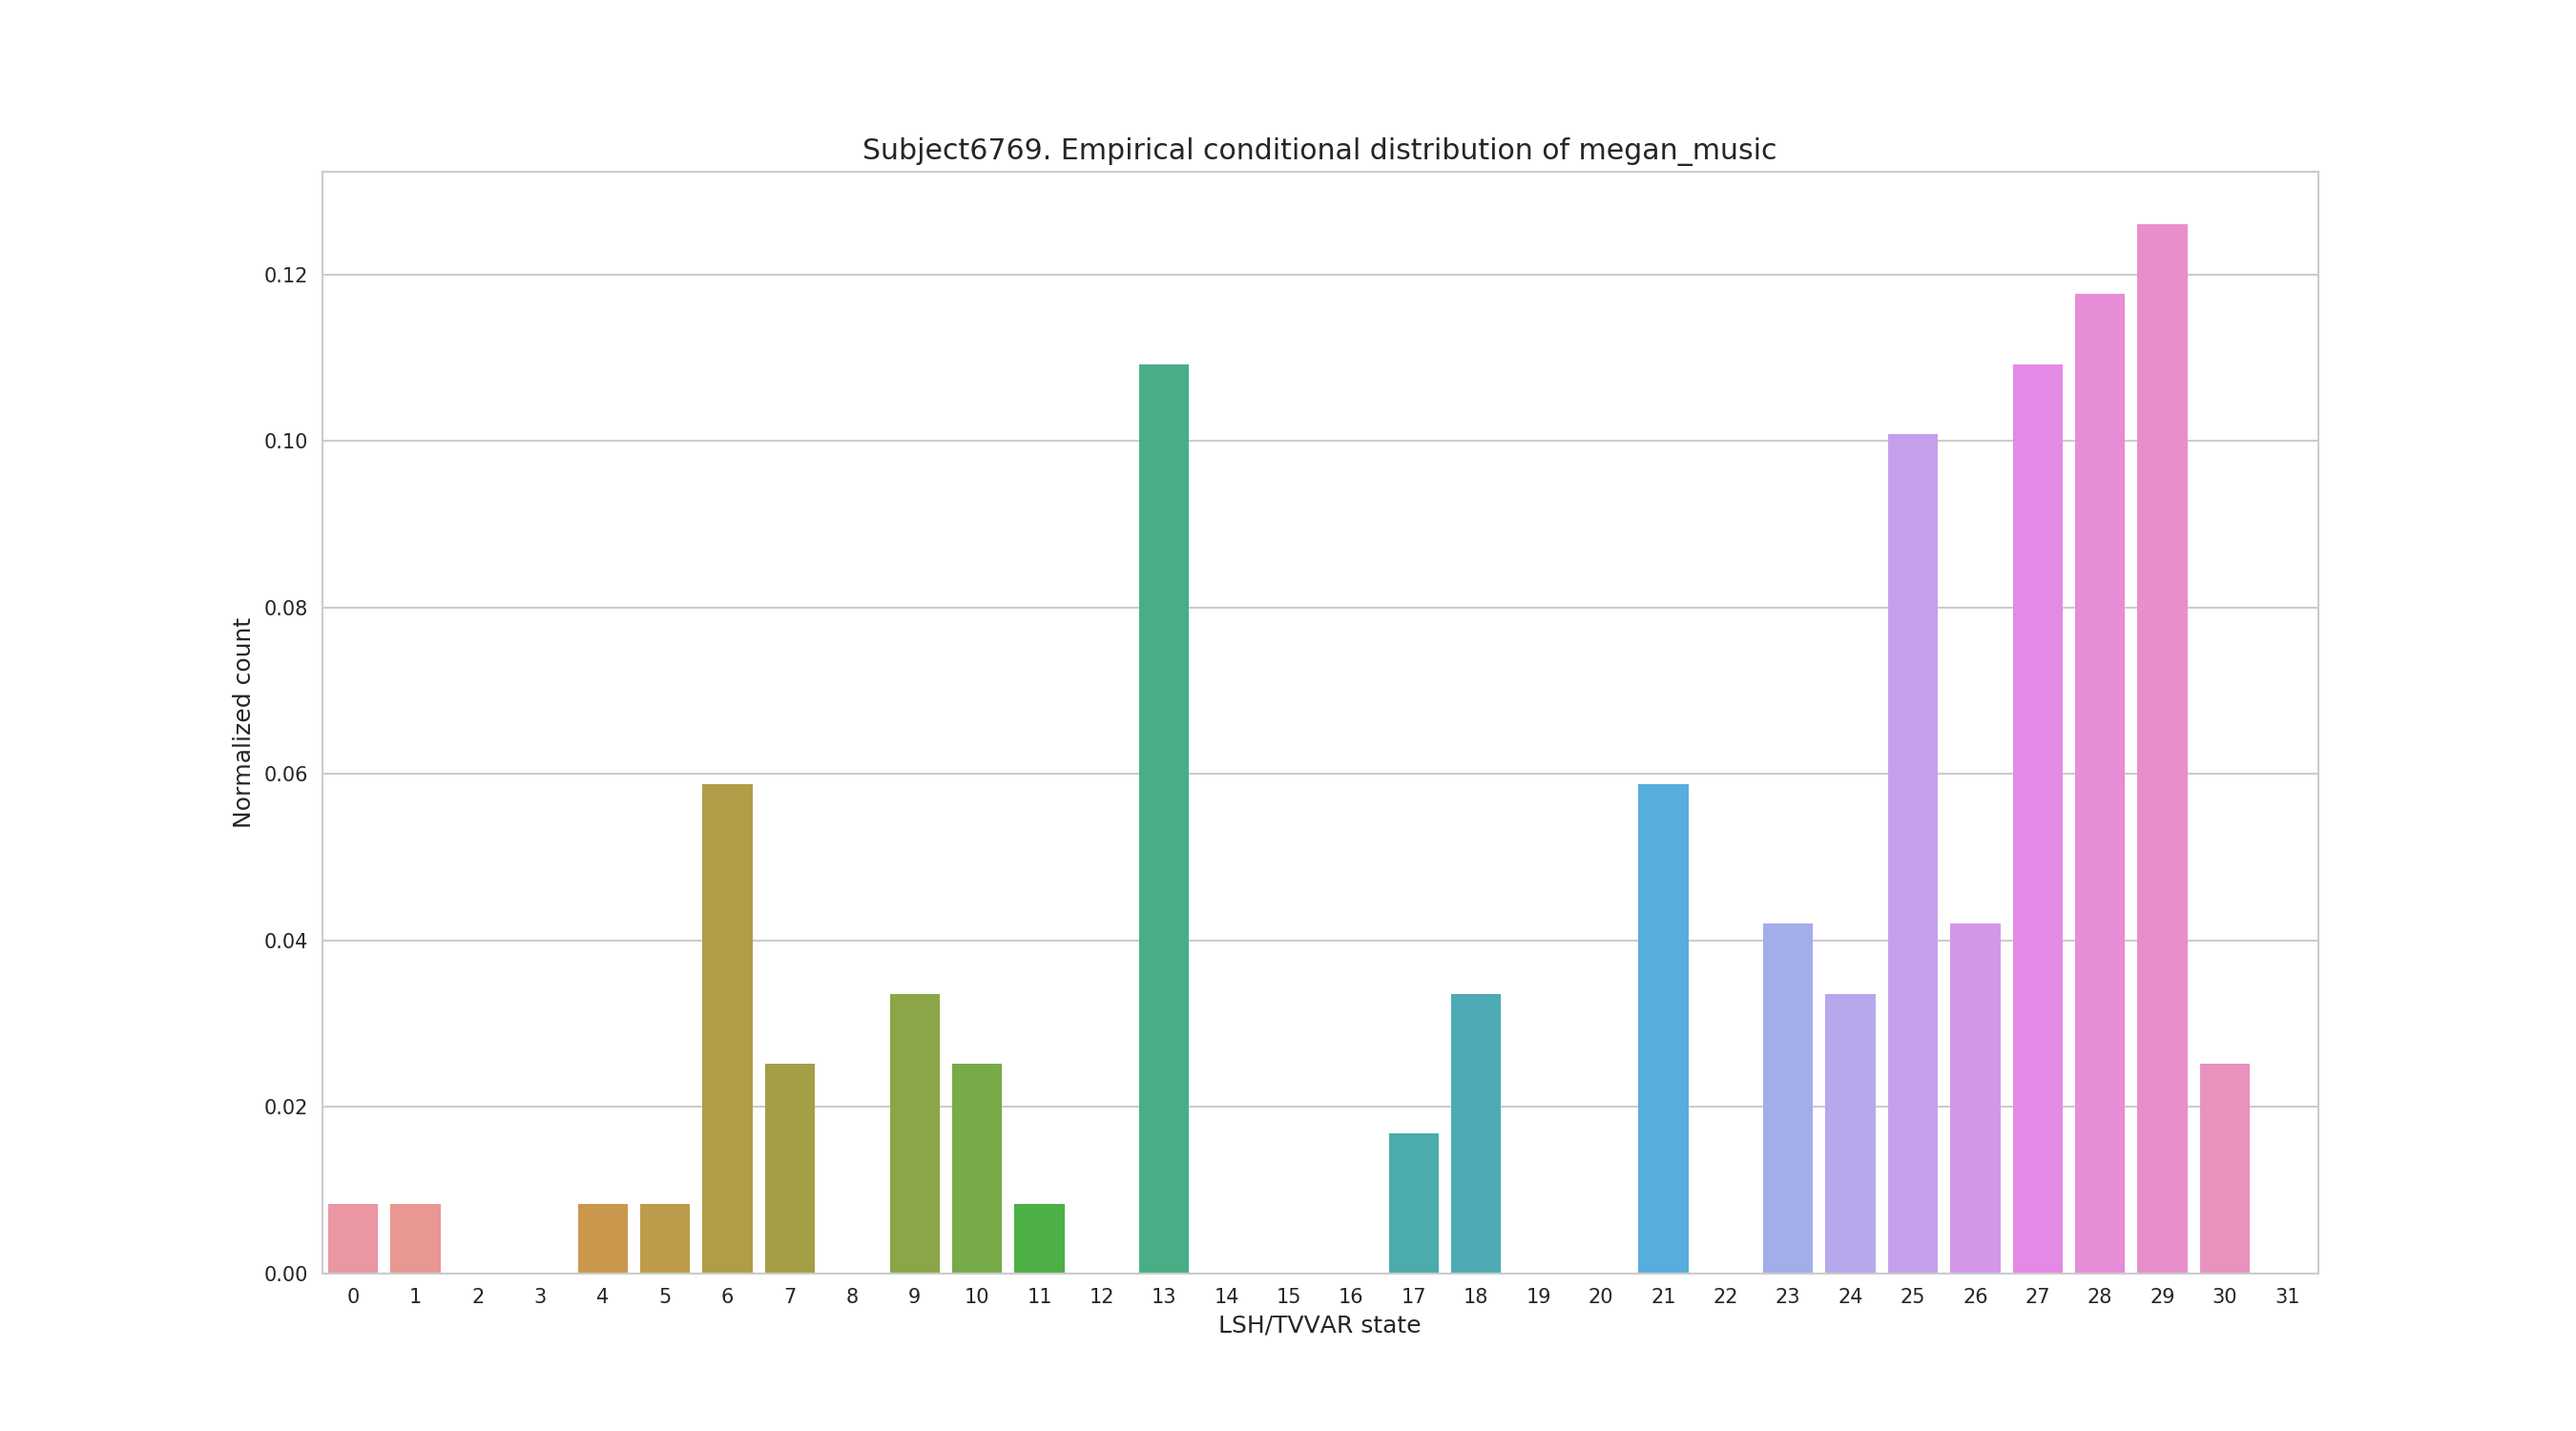 Subject6769. Empirical conditional distribution of megan_music
Normalized count
0.12
0.10
0.08
0.06
0.04
0.02
0.00
0 1 2 3 4 5 6 7 8 9 10 11 12 13 14 15 16 17 18 19 20 21 22 23 24 25 26 27 28 29 30 31
LSH/TVVAR state